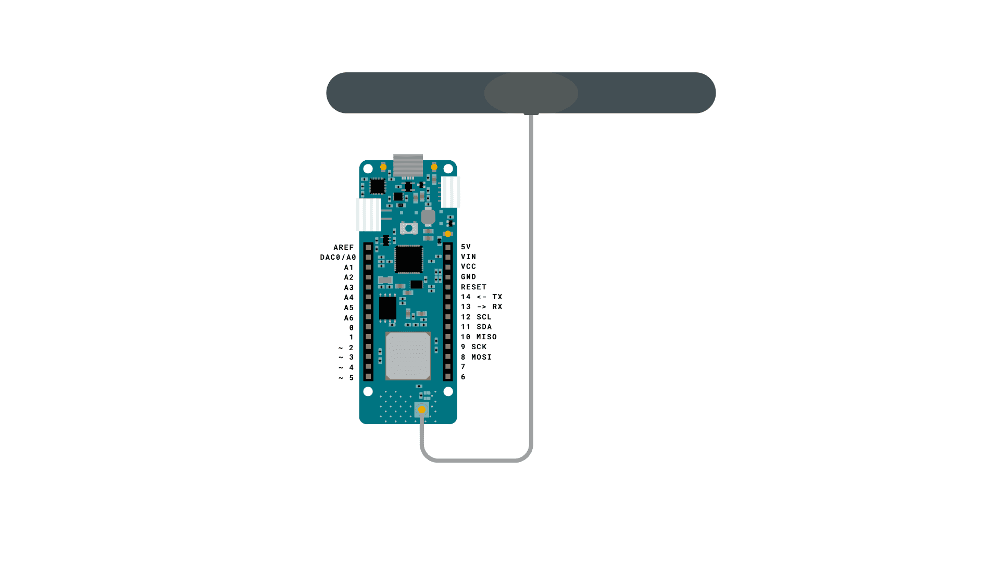 AREF
DAC0/A0
A1
A2
A3
A4
A5
A6
0
1
~ 2
~ 3
~ 4
~ 5
5V
VIN
VCC
GND
RESET
14 <- TX
13 -> RX
12 SCL
11 SDA
10 MISO
9 SCK
8 MOSI
7
6